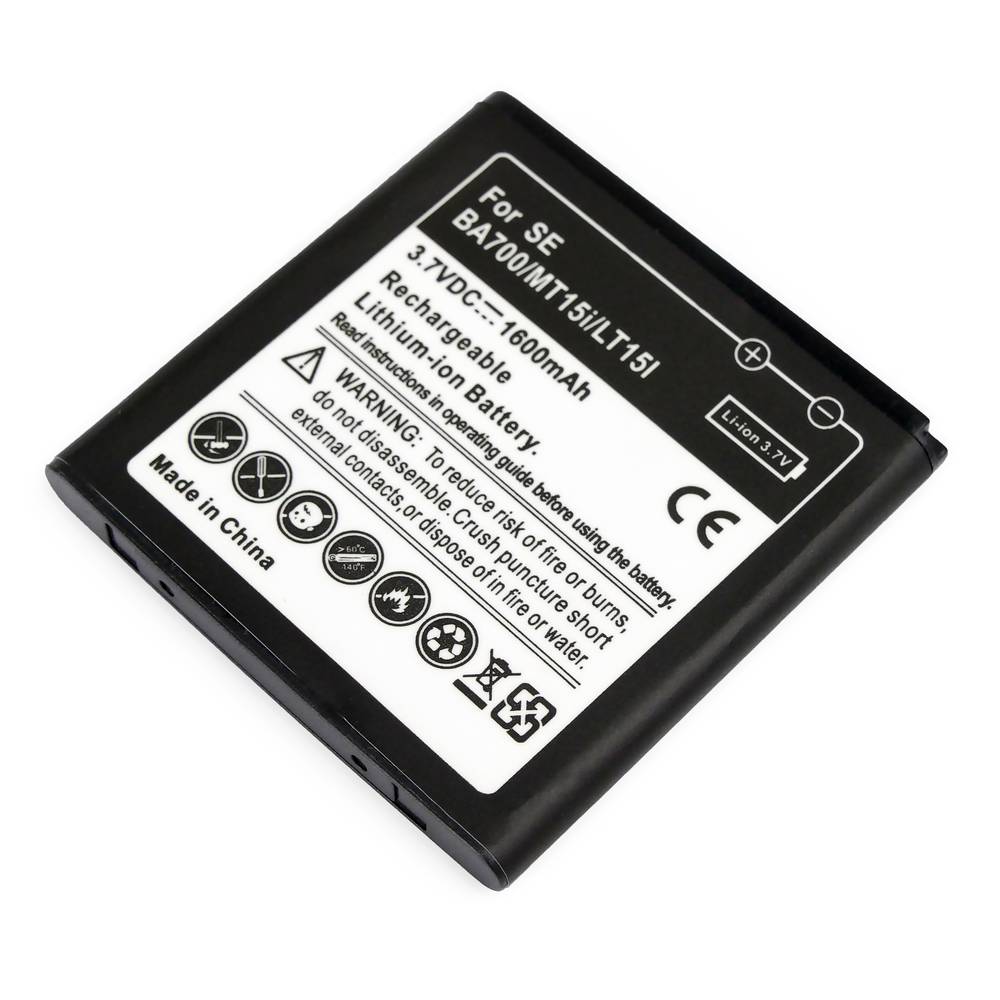 For SE
BA700/MT15i/LT15I
+
-
Li-ion 3.7V
3.7VDC 1600mAh
Rechargeable
Lithium-ion Battery.
CE
Read instructions in operating guide before using the battery.
WARNING: To reduce risk of fire or burns,
do not disassemble. Crush puncture short
external contacts,or dispose of in fire or water.
>60°C
140°F
Made in China